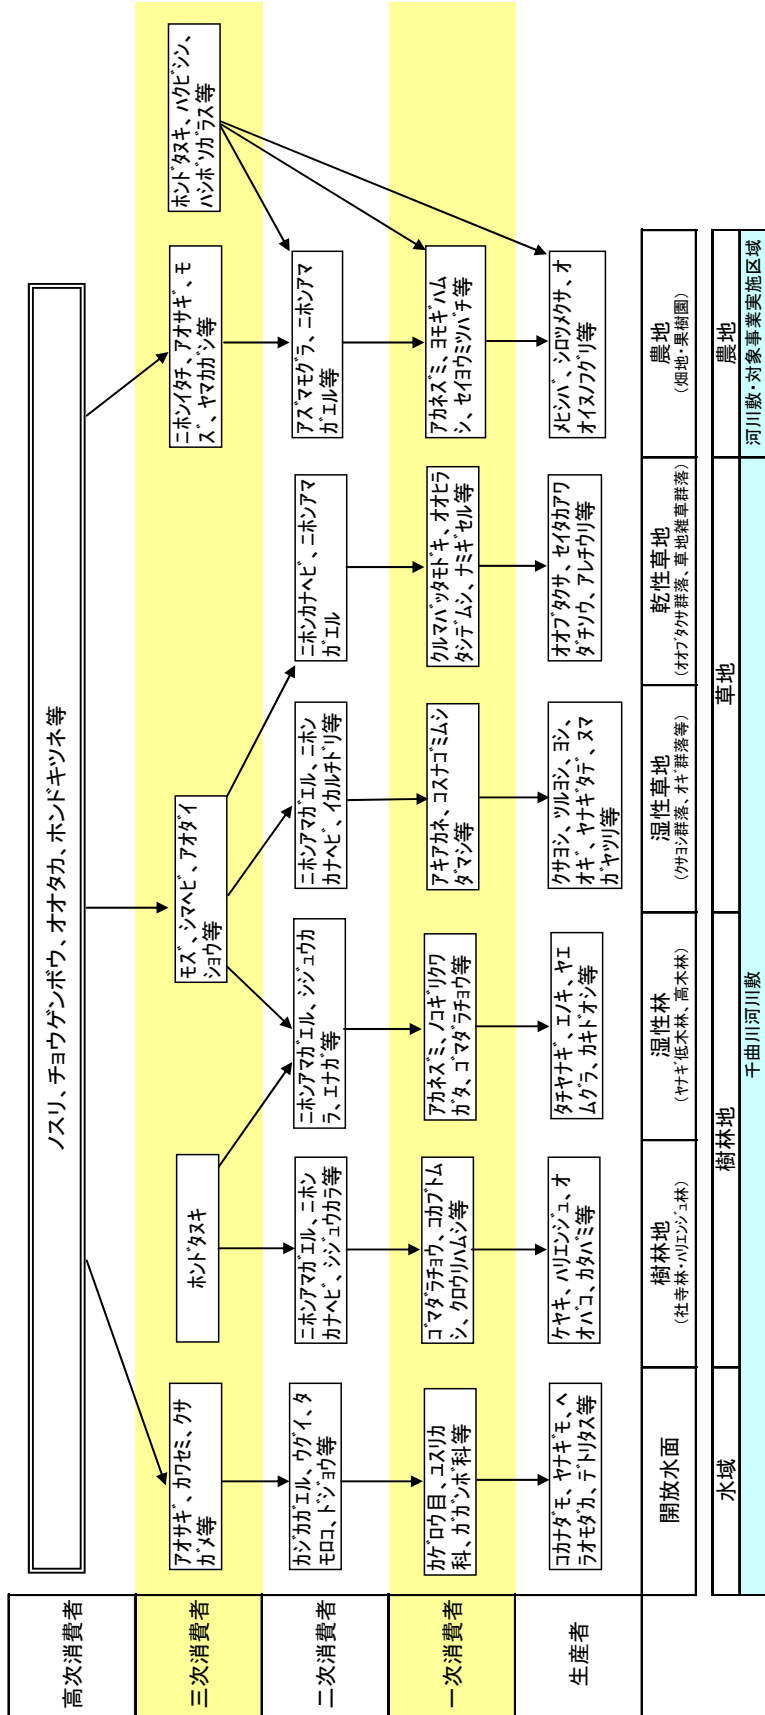 高次消費者
ノスリ、チョウゲンボウ、オオタカ、ホンドキツネ等
三次消費者
アオサギ、カワセミ、クサ
ガメ等
ホンドタヌキ
モズ、シマヘビ、アオダイ
ショウ等
ニホンイタチ、アオサギ、モ
ズ、ヤマカガシ等
ホンドタヌキ、ハクビシン、
ハシボソガラス等
二次消費者
カジカガエル、ウグイ、タ
モロコ、ドジョウ等
ニホンアマガエル、ニホン
カナヘビ、シジュウカラ等
ニホンアマガエル、シジュウカ
ラ、エナガ等
ニホンアマガエル、ニホン
カナヘビ、イカルチドリ等
ニホンカナヘビ、ニホンアマ
ガエル
アズマモグラ、ニホンアマ
ガエル等
一次消費者
カゲロウ目、ユスリカ
科、ガガンボ科等
ゴマダラチョウ、コカブトム
シ、クロウリハムシ等
アカネズミ、ノコギリクワ
ガタ、ゴマダラチョウ等
アキアカネ、コスナゴミムシ
ダマシ等
クルマバッタモドキ、オオヒラ
タシデムシ、ナミギセル等
アカネズミ、ヨモギハム
シ、セイヨウミツバチ等
生産者
コカナダモ、ヤナギモ、ヘ
ラオモダカ、デトリタス等
ケヤキ、ハリエンジュ、オ
オバコ、カタバミ等
タチヤナギ、エノキ、ヤエ
ムグラ、カキドオシ等
クサヨシ、ツルヨシ、ヨシ、
オギ、ヤナギタデ、ヌマ
ガヤツリ等
オオブタクサ、セイタカアワ
ダチソウ、アレチウリ等
メヒシバ、シロツメクサ、オ
オイヌノフグリ等
開放水面
樹林地
(社寺林・ハリエンジュ林)
湿性林
(ヤナギ低木林、高木林)
湿性草地
(クサヨシ群落、オギ群落等)
乾性草地
(オオブタクサ群落、草地雑草群落)
農地
(畑地・果樹園)
水域
樹林地
草地
農地
千曲川河川敷
河川敷・対象事業実施区域